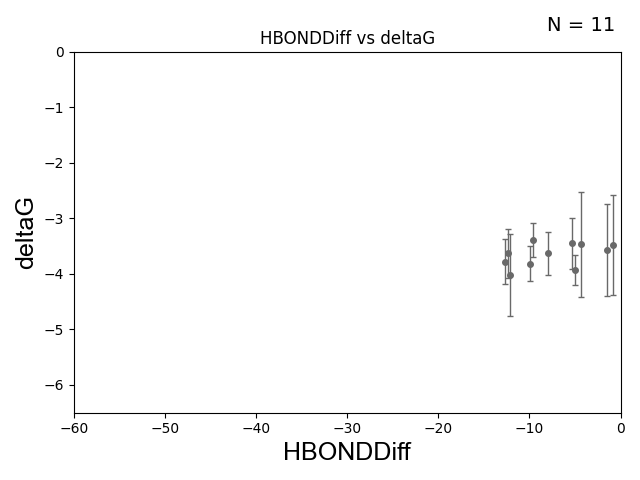 N = 11
HBONDDiff vs deltaG
0
−1
−2
−3
−4
−5
−6
deltaG
−60 −50 −40 −30 −20 −10 0
HBONDDiff